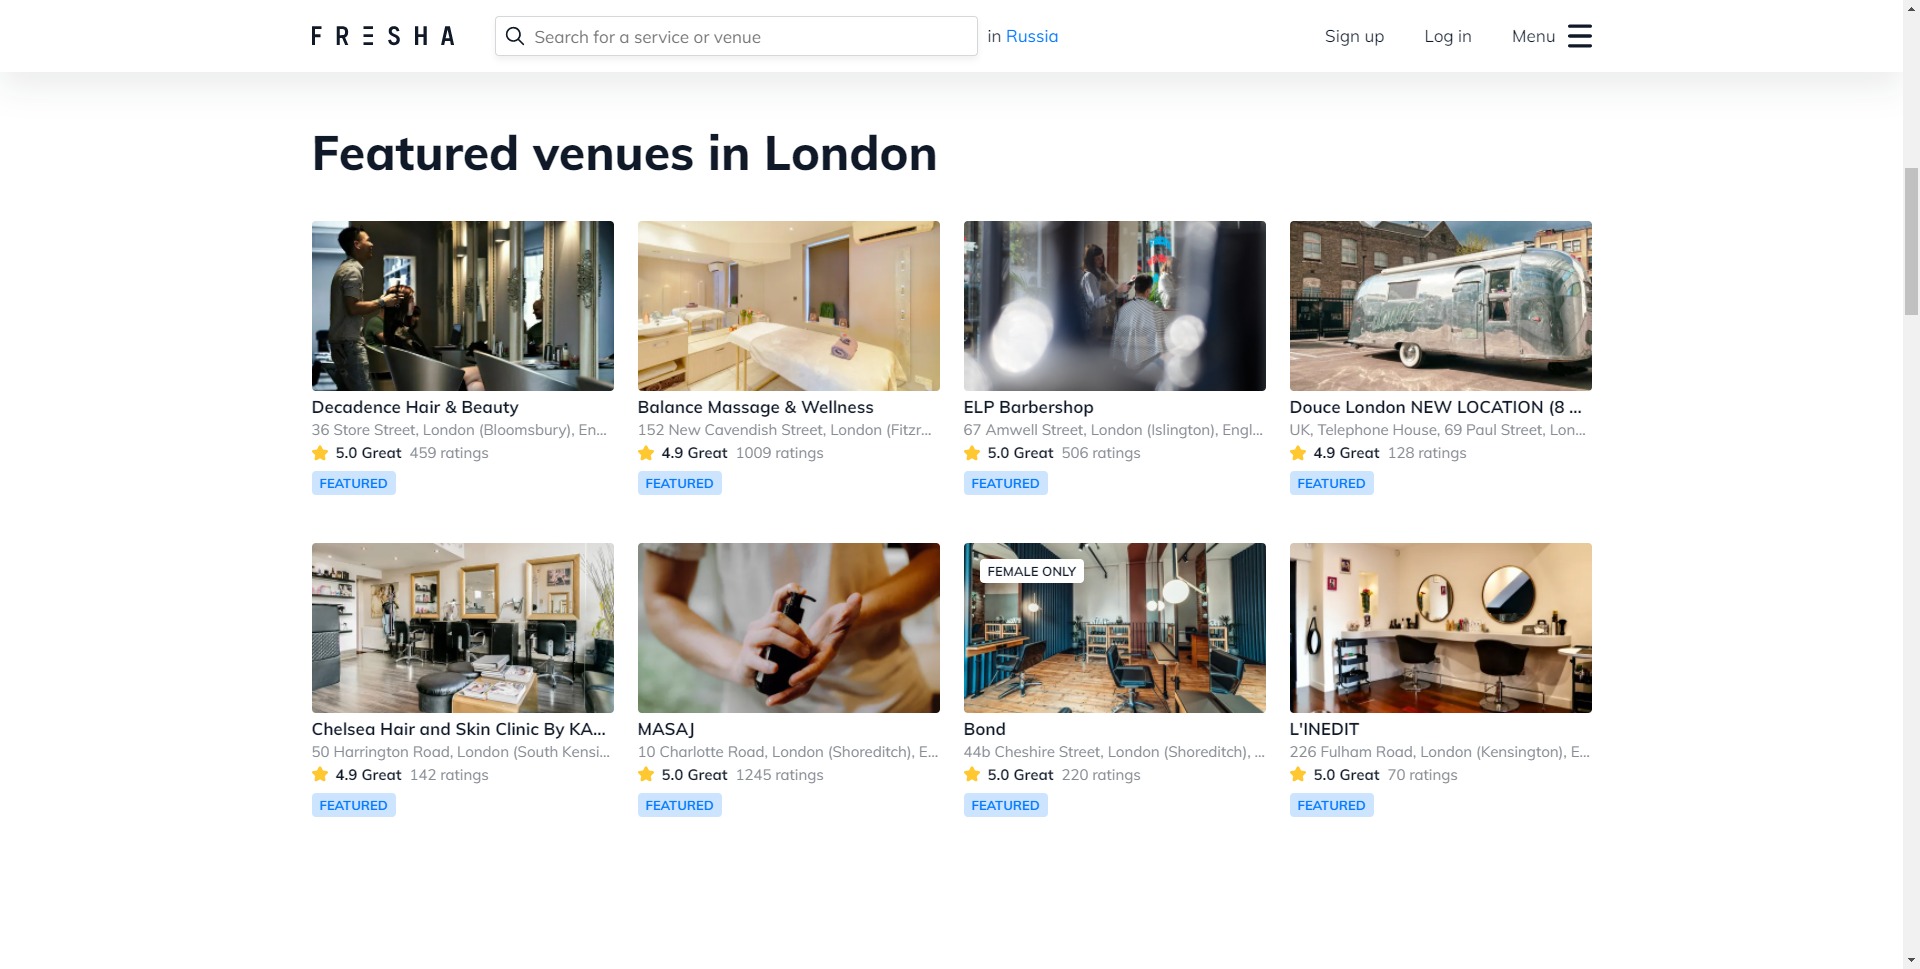 FRESHA
Search for a service or venue
in Russia
Sign up
Log in
Menu
Featured venues in London
Decadence Hair & Beauty
36 Store Street, London (Bloomsbury), En...
5.0 Great 459 ratings
FEATURED
Balance Massage & Wellness
152 New Cavendish Street, London (Fitzr...
4.9 Great 1009 ratings
FEATURED
ELP Barbershop
67 Amwell Street, London (Islington), Engl...
5.0 Great 506 ratings
FEATURED
Douce London NEW LOCATION (8 ...
UK, Telephone House, 69 Paul Street, Lon...
4.9 Great 128 ratings
FEATURED
Chelsea Hair and Skin Clinic By KA...
50 Harrington Road, London (South Kensi...
4.9 Great 142 ratings
FEATURED
MASAJ
10 Charlotte Road, London (Shoreditch), E...
5.0 Great 1245 ratings
FEATURED
FEMALE ONLY
Bond
44b Cheshire Street, London (Shoreditch), ...
5.0 Great 220 ratings
FEATURED
L'INEDIT
226 Fulham Road, London (Kensington), E...
5.0 Great 70 ratings
FEATURED